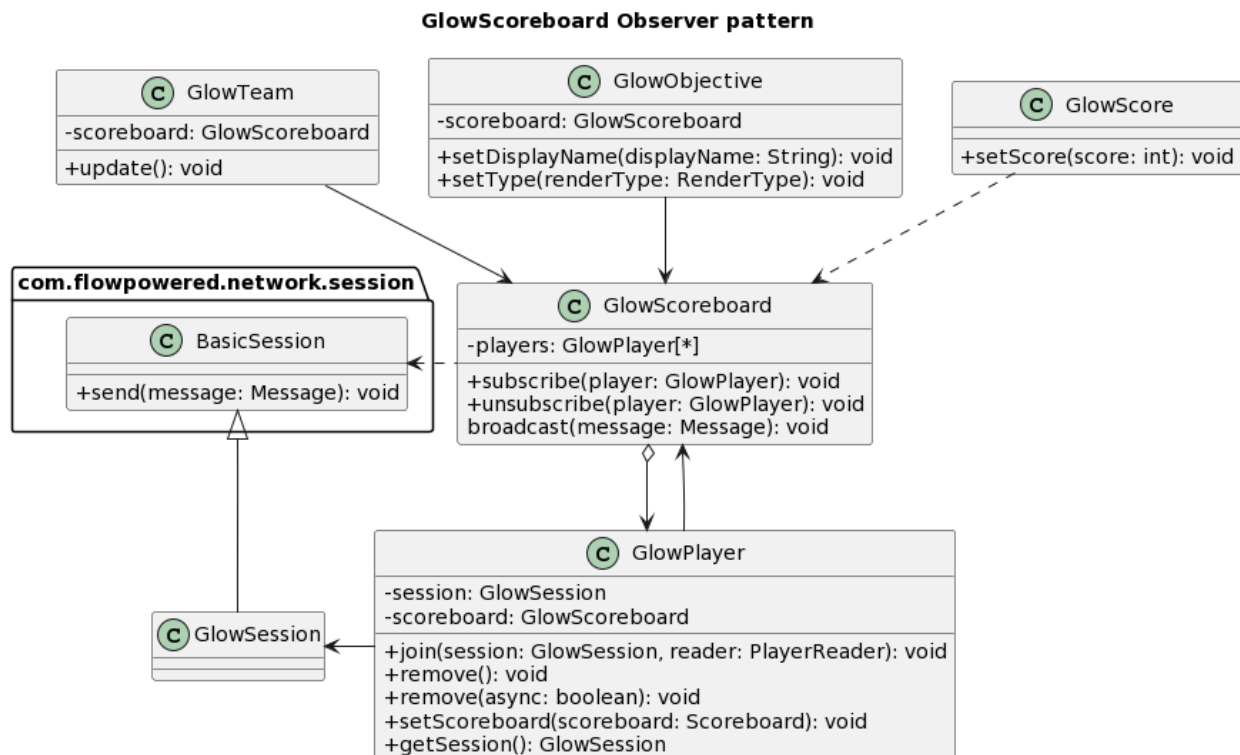 GlowScoreboard Observer pattern
C GlowTeam
-scoreboard: GlowScoreboard
+update(): void
C GlowObjective
-scoreboard: GlowScoreboard
+setDisplayName(displayName: String): void
+setType(renderType: RenderType): void
C GlowScore
+setScore(score: int): void
com.flowpowered.network.session
C BasicSession
+send(message: Message): void
C GlowScoreboard
-players: GlowPlayer[*]
+subscribe(player: GlowPlayer): void
+unsubscribe(player: GlowPlayer): void
broadcast(message: Message): void
C GlowSession
C GlowPlayer
-session: GlowSession
-scoreboard: GlowScoreboard
+join(session: GlowSession, reader: PlayerReader): void
+remove(): void
+remove(async: boolean): void
+setScoreboard(scoreboard: Scoreboard): void
+getSession(): GlowSession